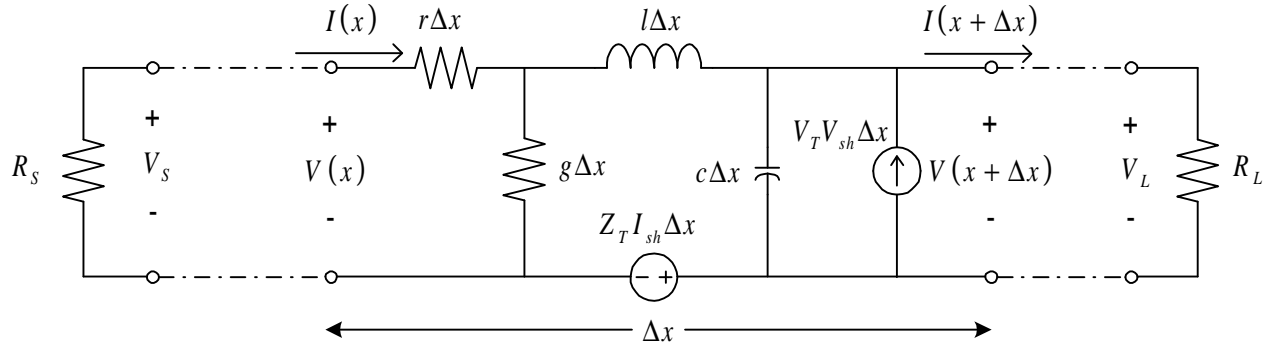 I(x)
rΔx
lΔx
I(x + Δx)
+
+
V_T V_sh Δx
+
+
R_S
V_S
V(x)
gΔx
cΔx
V(x + Δx)
V_L
R_L
-
-
-
-
Z_T I_sh Δx
- +
Δx